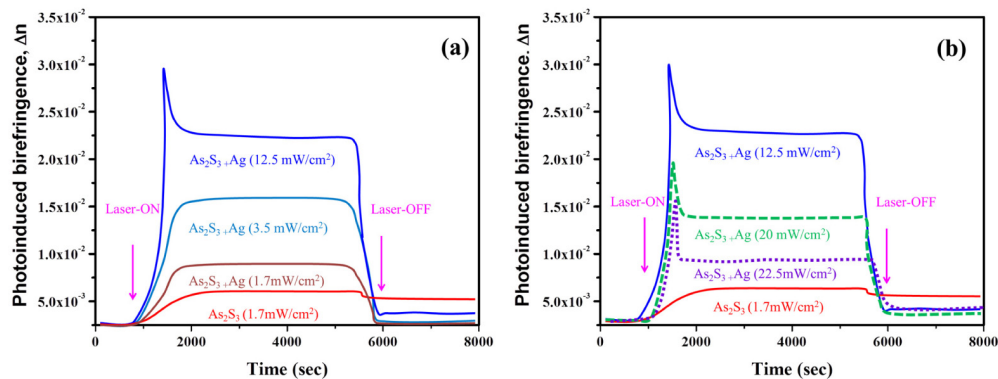 (a)
Photoinduced birefringence, Δn
3.5x10⁻²
3.0x10⁻²
2.5x10⁻²
2.0x10⁻²
1.5x10⁻²
1.0x10⁻²
5.0x10⁻³
As₂S₃ +Ag (12.5 mW/cm²)
Laser-ON
As₂S₃+Ag (3.5 mW/cm²)
Laser-OFF
As₂S₃+Ag (1.7mW/cm²)
As₂S₃ (1.7mW/cm²)
0 2000 4000 6000 8000
Time (sec)
(b)
Photoinduced birefringence. Δn
3.5x10⁻²
3.0x10⁻²
2.5x10⁻²
2.0x10⁻²
1.5x10⁻²
1.0x10⁻²
5.0x10⁻³
As₂S₃ +Ag (12.5 mW/cm²)
Laser-ON
As₂S₃+Ag (20 mW/cm²)
Laser-OFF
As₂S₃+Ag (22.5mW/cm²)
As₂S₃ (1.7mW/cm²)
0 2000 4000 6000 8000
Time (sec)